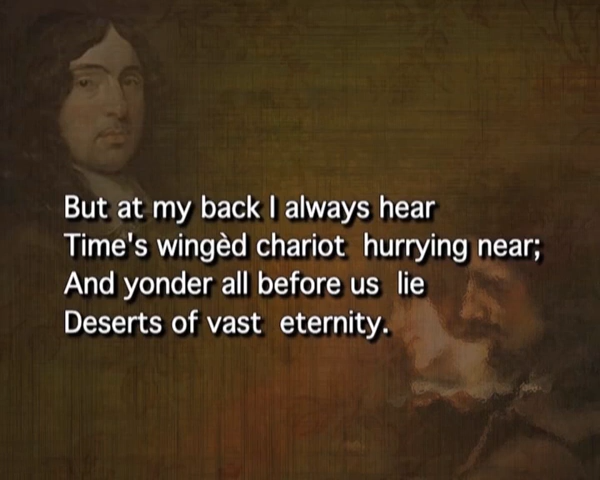 But at my back I always hear
Time's wingèd chariot hurrying near;
And yonder all before us lie
Deserts of vast eternity.